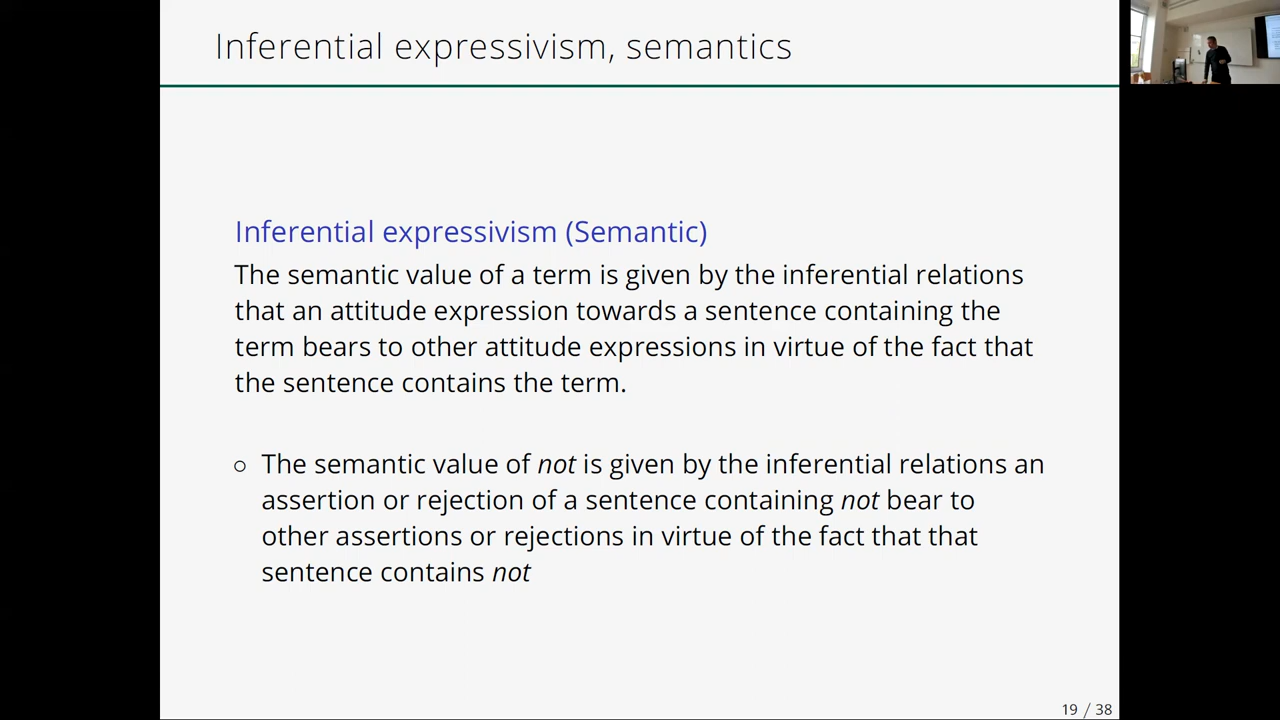 Inferential expressivism, semantics
Inferential expressivism (Semantic)
The semantic value of a term is given by the inferential relations
that an attitude expression towards a sentence containing the
term bears to other attitude expressions in virtue of the fact that
the sentence contains the term.
The semantic value of not is given by the inferential relations an
assertion or rejection of a sentence containing not bear to
other assertions or rejections in virtue of the fact that that
sentence contains not
19 / 38